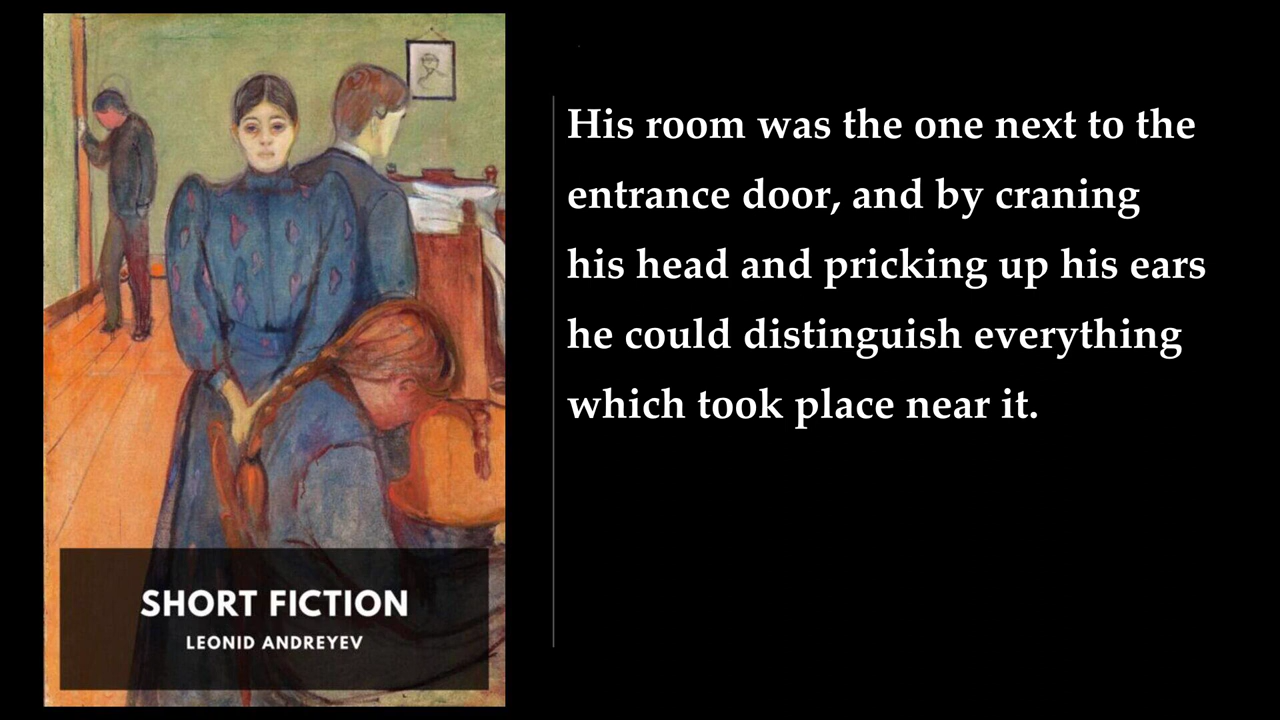 His room was the one next to the
entrance door, and by craning
his head and pricking up his ears
he could distinguish everything
which took place near it.
SHORT FICTION
LEONID ANDREYEV